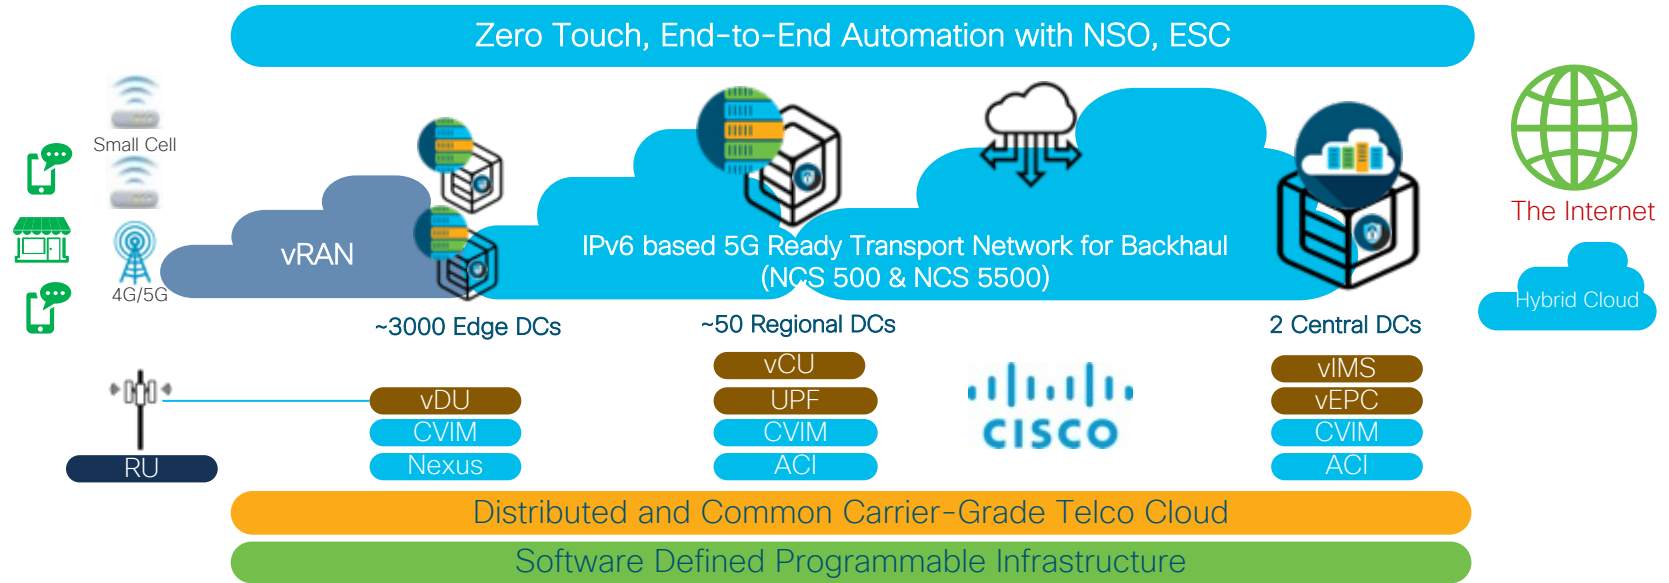 Zero Touch, End-to-End Automation with NSO, ESC
Small Cell
4G/5G
vRAN
IPv6 based 5G Ready Transport Network for Backhaul
(NCS 500 & NCS 5500)
The Internet
Hybrid Cloud
~3000 Edge DCs
~50 Regional DCs
2 Central DCs
RU
vDU
CVIM
Nexus
vCU
UPF
CVIM
ACI
CISCO
vIMS
vEPC
CVIM
ACI
Distributed and Common Carrier-Grade Telco Cloud
Software Defined Programmable Infrastructure